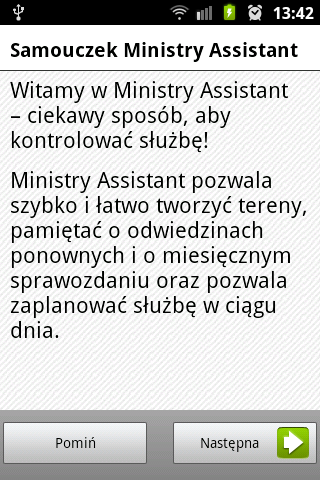 13:42
Samouczek Ministry Assistant
Witamy w Ministry Assistant
– ciekawy sposób, aby
kontrolować służbę!
Ministry Assistant pozwala
szybko i łatwo tworzyć tereny,
pamiętać o odwiedzinach
ponownych i o miesięcznym
sprawozdaniu oraz pozwala
zaplanować służbę w ciągu
dnia.
Pomiń
Następna